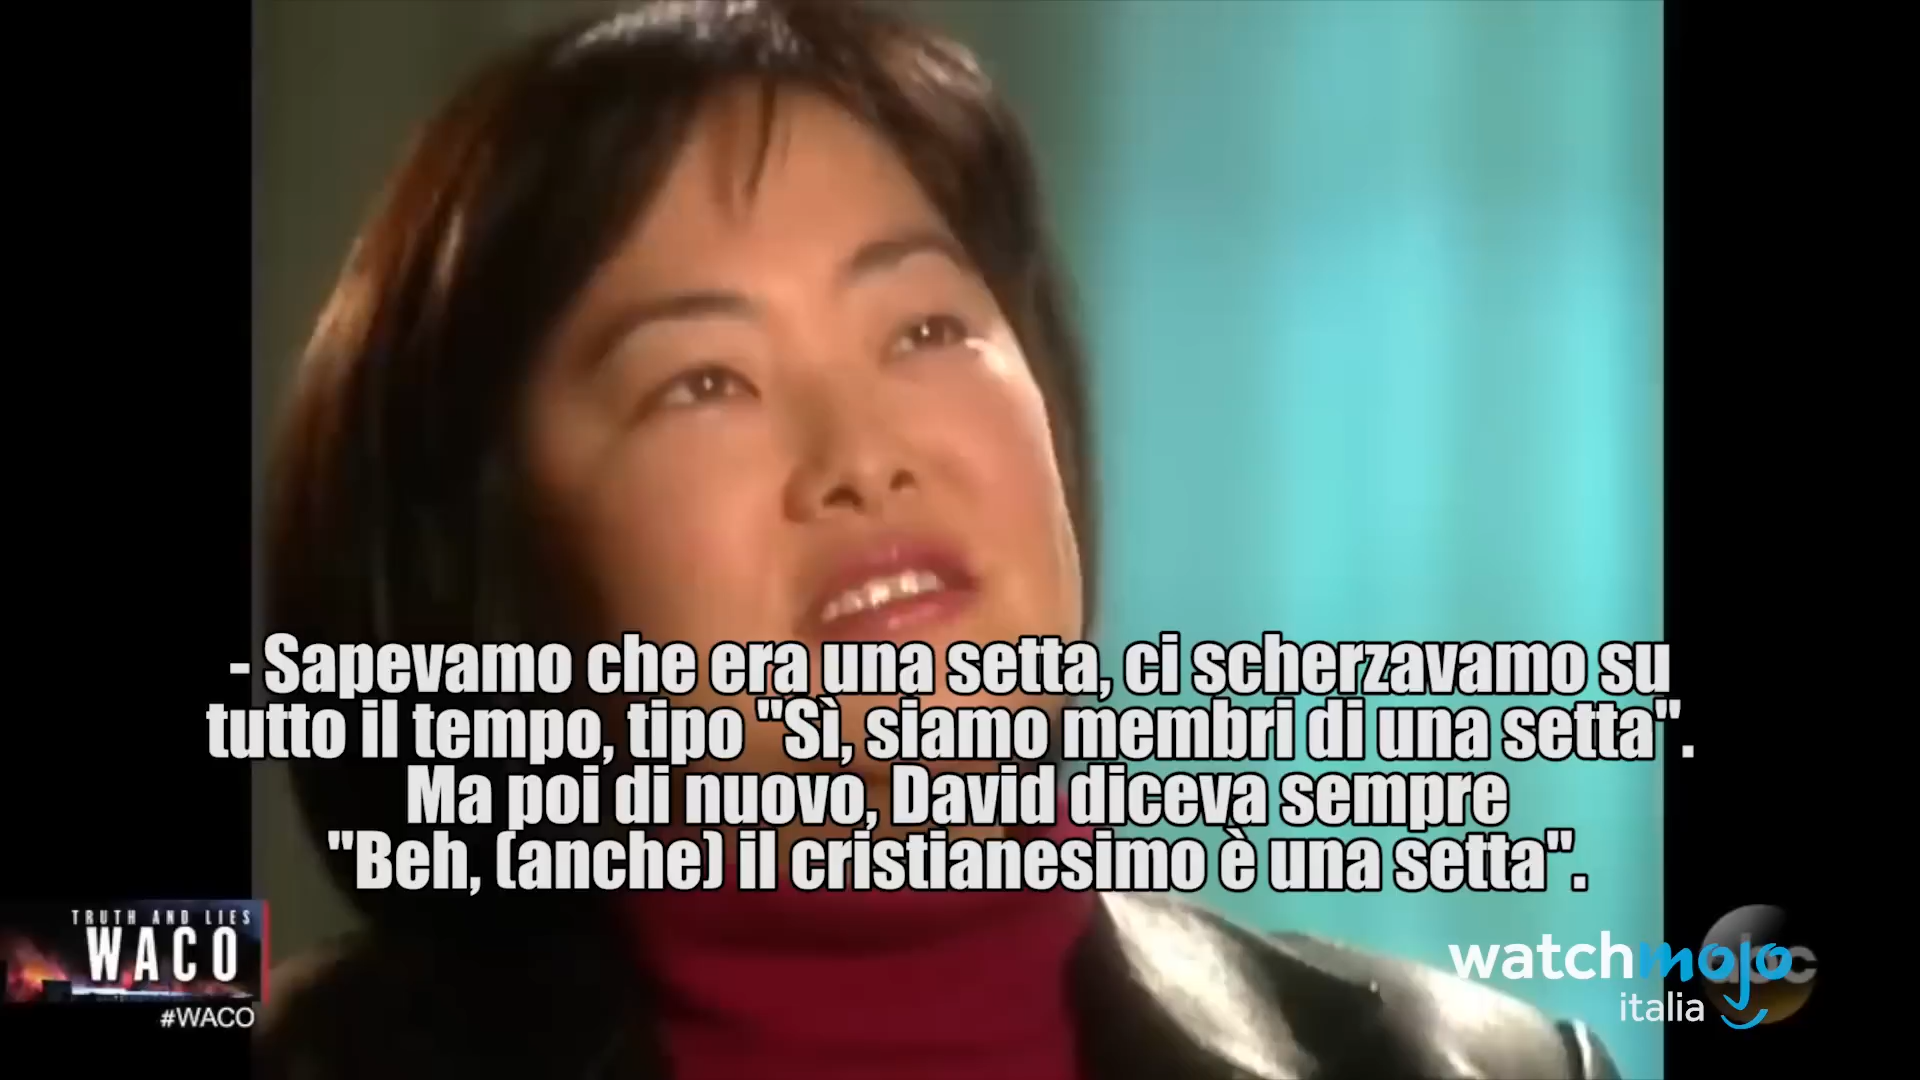 - Sapevamo che era una setta, ci scherzavamo su
tutto il tempo, tipo "Sì, siamo membri di una setta".
Ma poi di nuovo, David diceva sempre
"Beh, (anche) il cristianesimo è una setta".
TRUTH AND LIES
WACO
#WACO
watchmojo
italia
abc